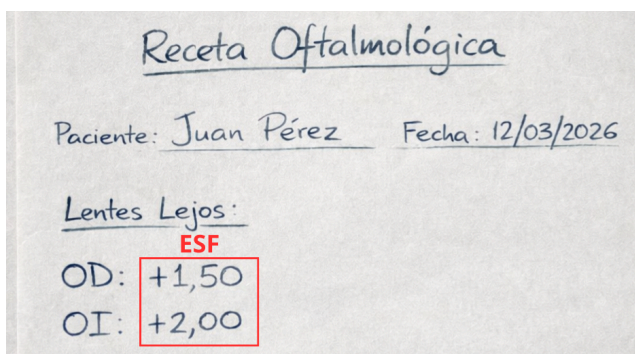 Receta Oftalmológica
Paciente: Juan Pérez Fecha: 12/03/2026
Lentes Lejos:
ESF
OD: +1,50
OI: +2,00